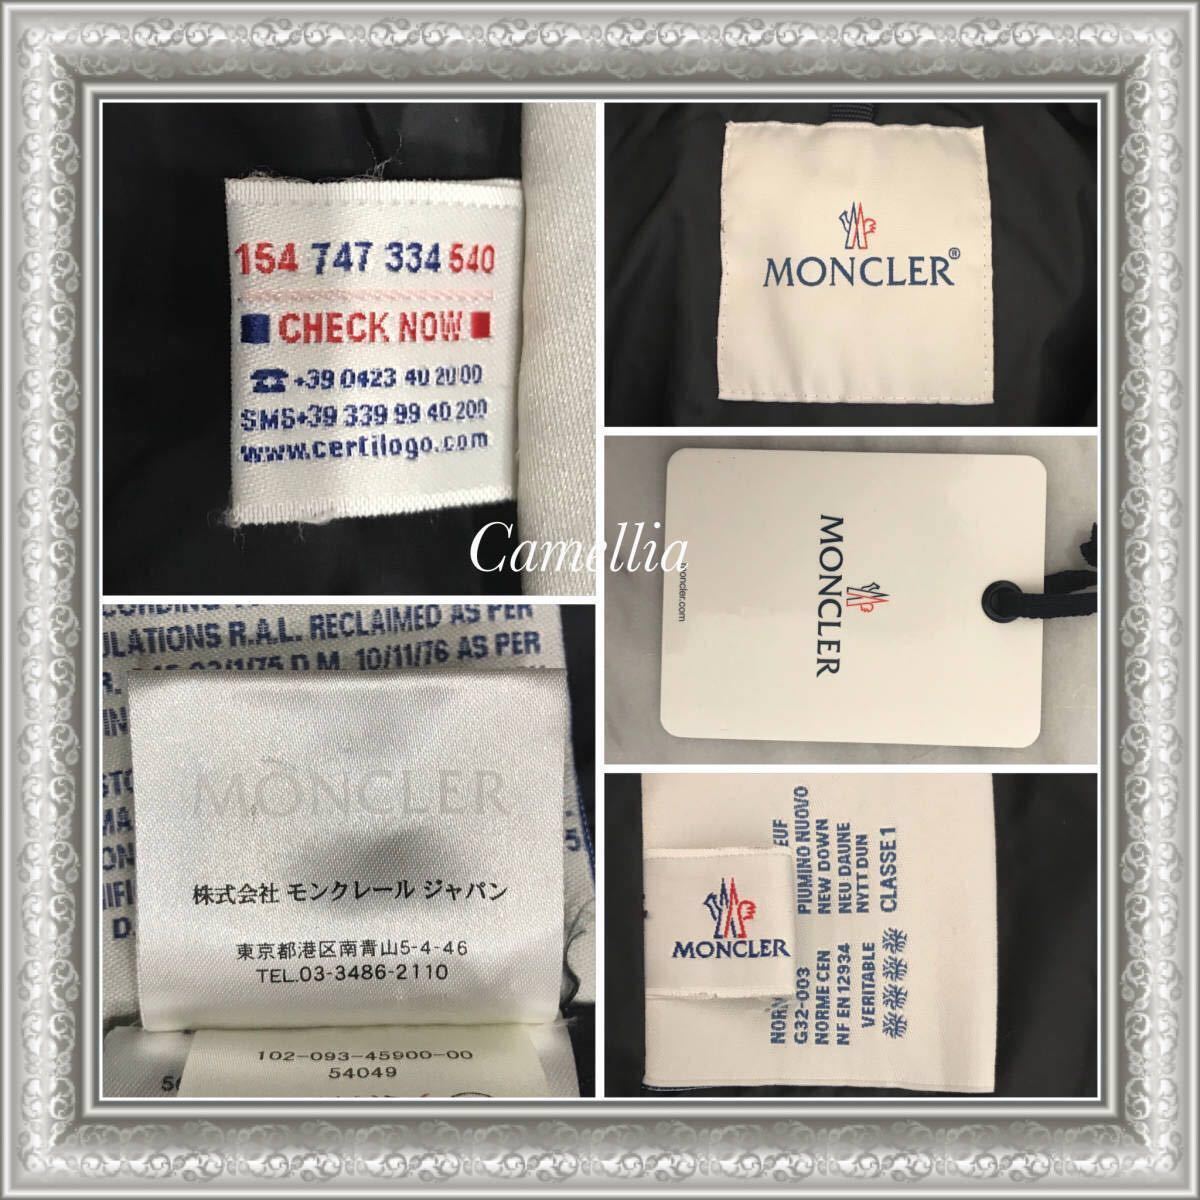 154 747 334 540
CHECK NOW
☎ +39 0423 40 20 00
SMS+39 339 99 40 200
www.certilogo.com
MONCLER®
Camellia
MONCLER
moncler.com
ULATIONS R.A.L. RECLAIMED AS PER
D.M. 10/11/76 AS PER
MONCLER
株式会社 モンクレール ジャパン
東京都港区南青山5-4-46
TEL.03-3486-2110
102-093-45900-00
54049
MONCLER
PIUMINO NUOVO
G32-003 NEW DOWN
NORME CEN NEU DAUNE
NF EN 12934 NYTT DUN
VERITABLE
CLASSE 1